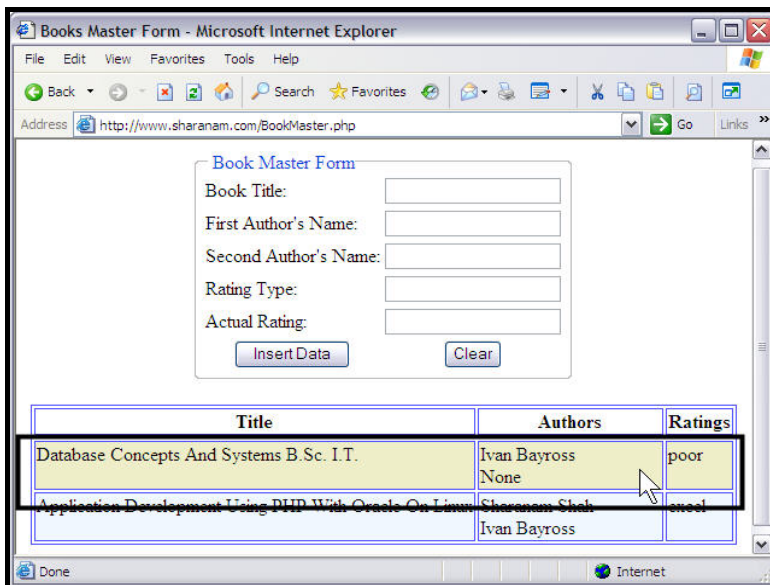 Books Master Form - Microsoft Internet Explorer
File Edit View Favorites Tools Help
Back Search Favorites
Address http://www.sharanam.com/BookMaster.php Go Links »
Book Master Form
Book Title:
First Author's Name:
Second Author's Name:
Rating Type:
Actual Rating:
Insert Data Clear
Title Authors Ratings
Database Concepts And Systems B.Sc. I.T. Ivan Bayross poor
None
Application Development Using PHP With Oracle On Linux Sharanam Shah excel
Ivan Bayross
Done Internet